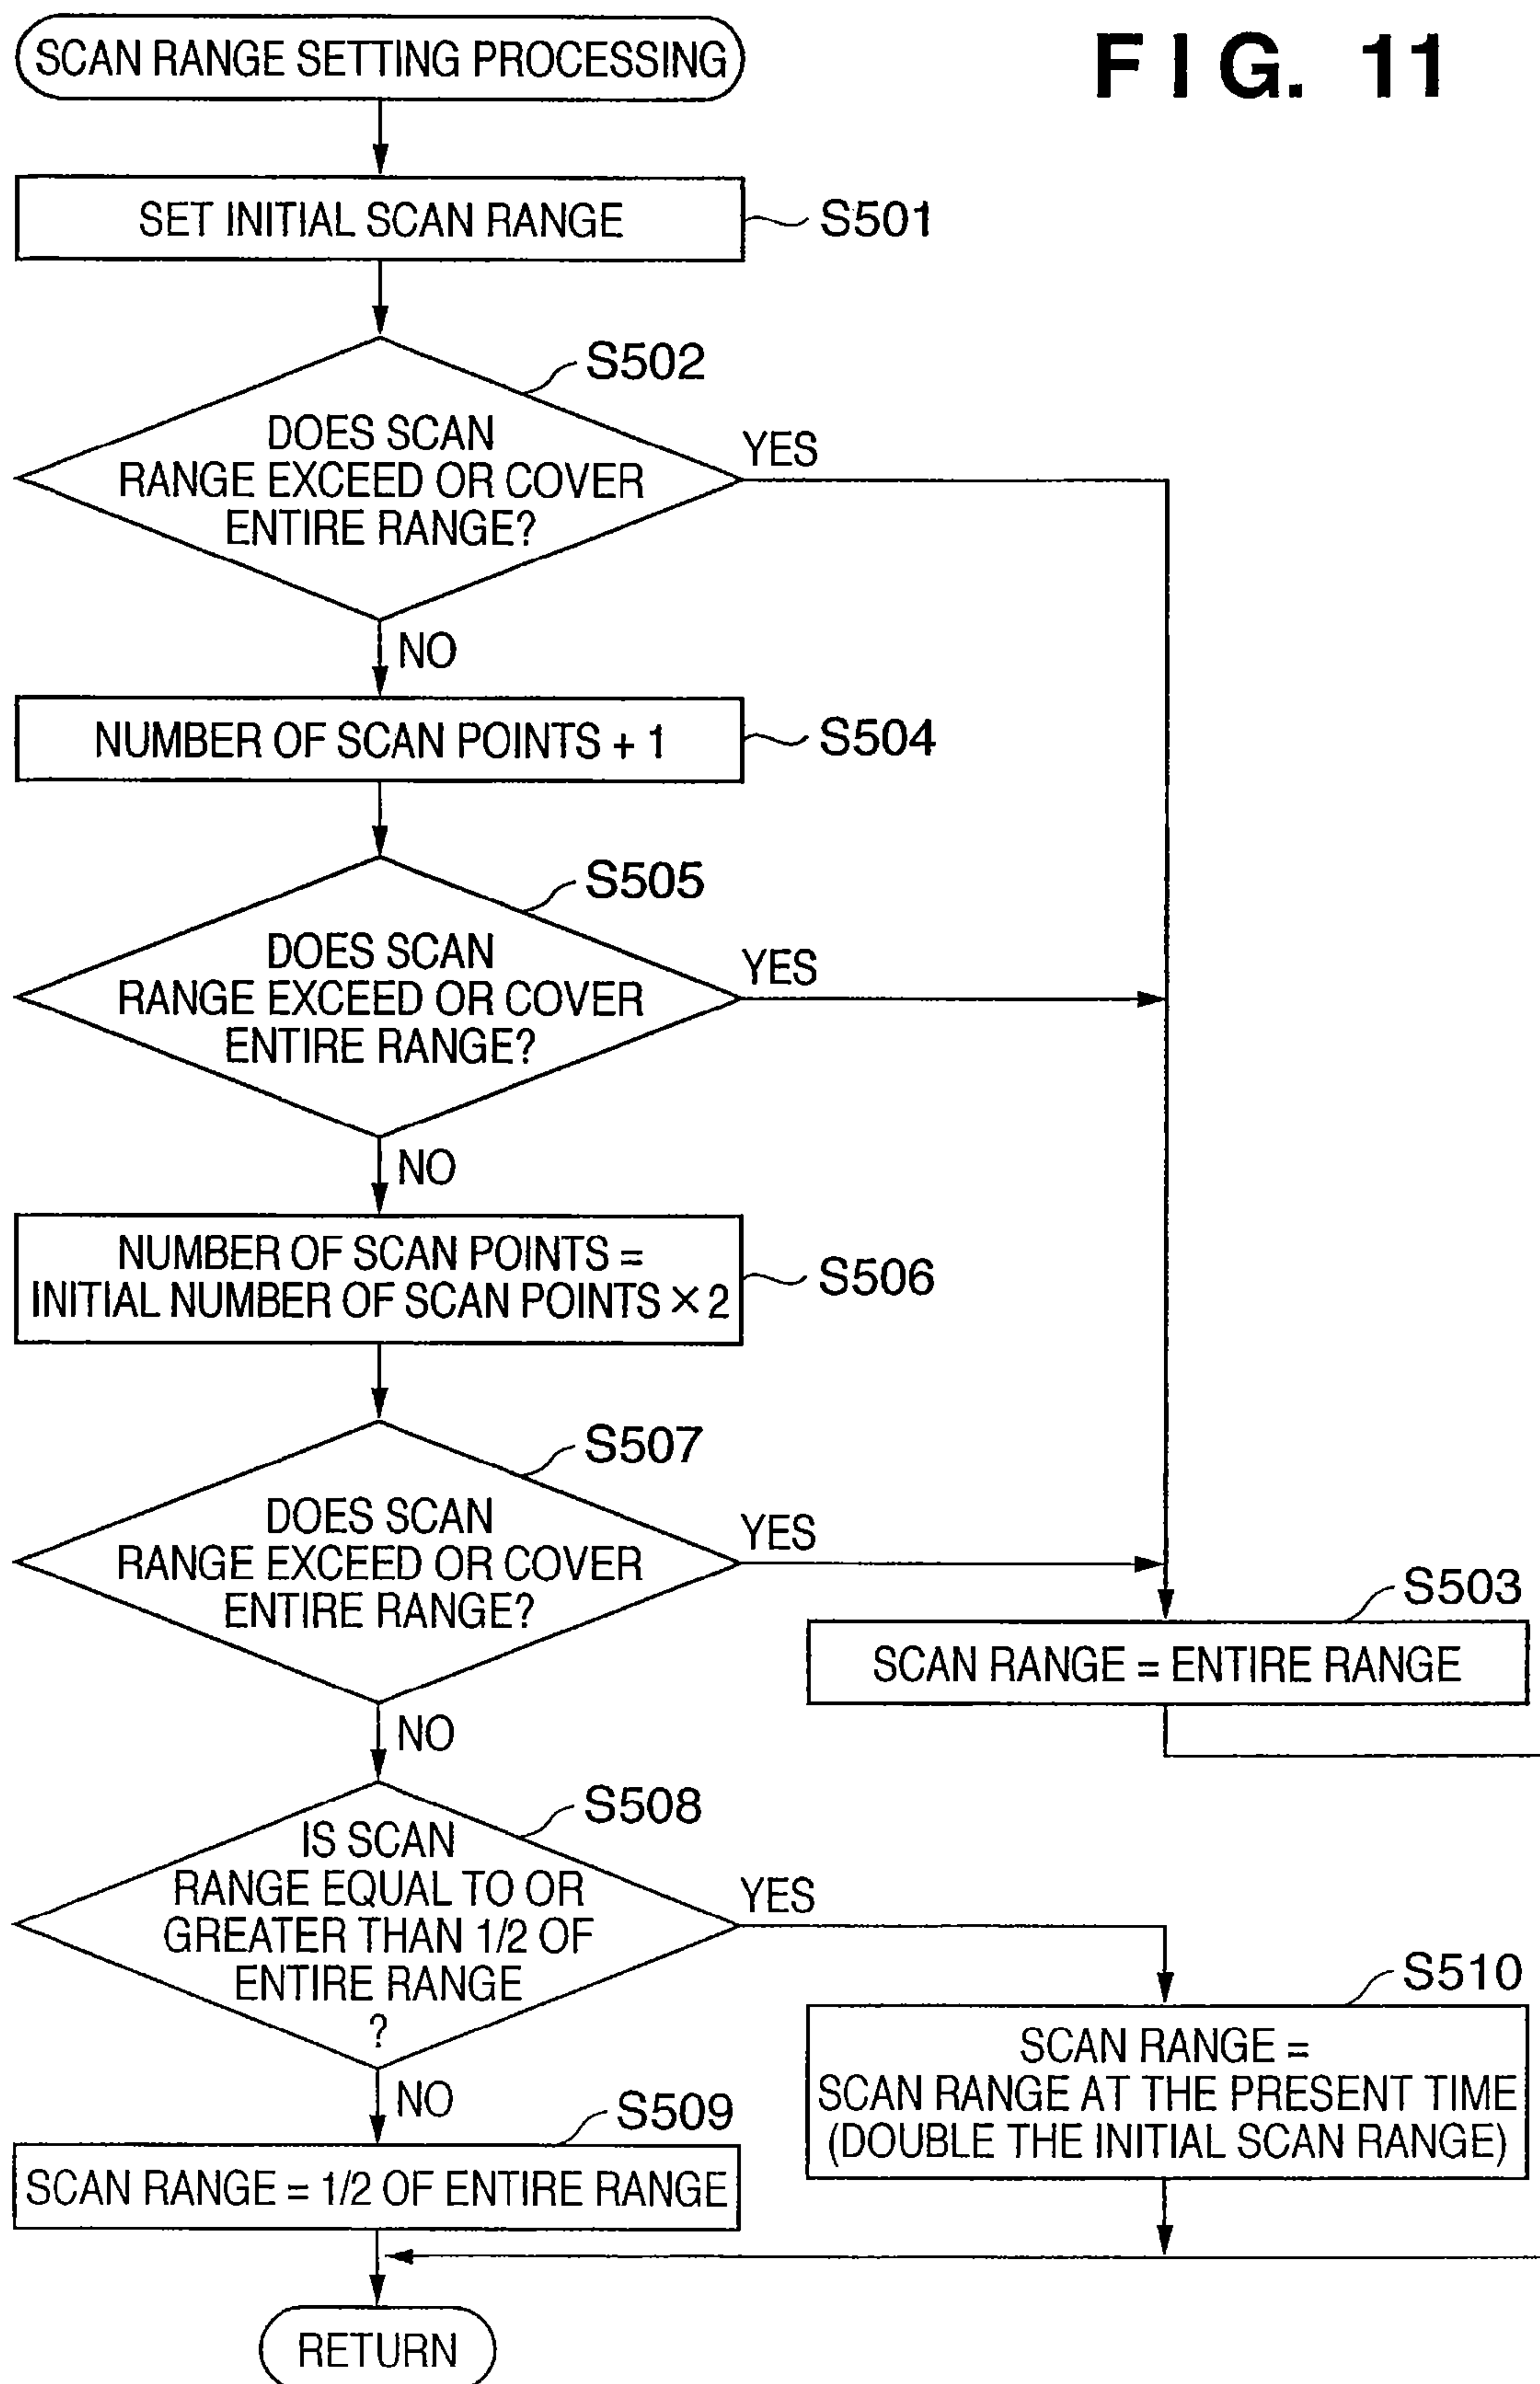 FIG. 11
SCAN RANGE SETTING PROCESSING
SET INITIAL SCAN RANGE
S501
S502
DOES SCAN
RANGE EXCEED OR COVER
ENTIRE RANGE?
YES
NO
NUMBER OF SCAN POINTS + 1
S504
S505
DOES SCAN
RANGE EXCEED OR COVER
ENTIRE RANGE?
YES
NO
NUMBER OF SCAN POINTS =
INITIAL NUMBER OF SCAN POINTS × 2
S506
S507
DOES SCAN
RANGE EXCEED OR COVER
ENTIRE RANGE?
YES
NO
S503
SCAN RANGE = ENTIRE RANGE
S508
IS SCAN
RANGE EQUAL TO OR
GREATER THAN 1/2 OF
ENTIRE RANGE
?
YES
NO
S510
SCAN RANGE =
SCAN RANGE AT THE PRESENT TIME
(DOUBLE THE INITIAL SCAN RANGE)
S509
SCAN RANGE = 1/2 OF ENTIRE RANGE
RETURN